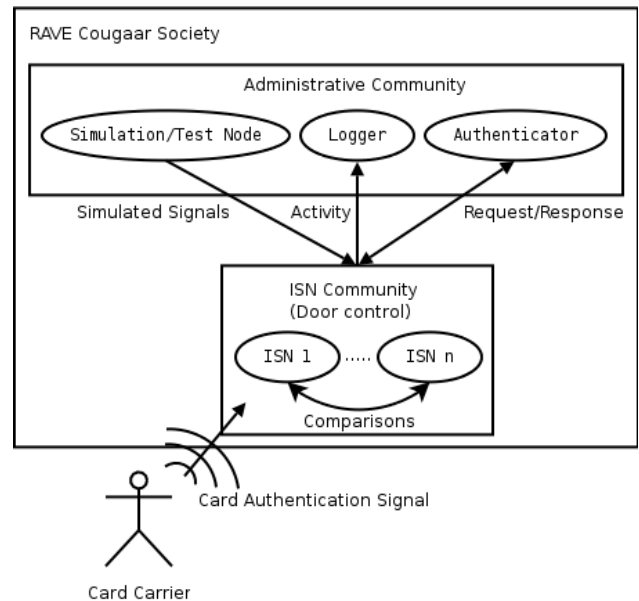 RAVE Cougaar Society
Administrative Community
Simulation/Test Node
Logger
Authenticator
Simulated Signals
Activity
Request/Response
ISN Community
(Door control)
ISN 1 ..... ISN n
Comparisons
Card Authentication Signal
Card Carrier